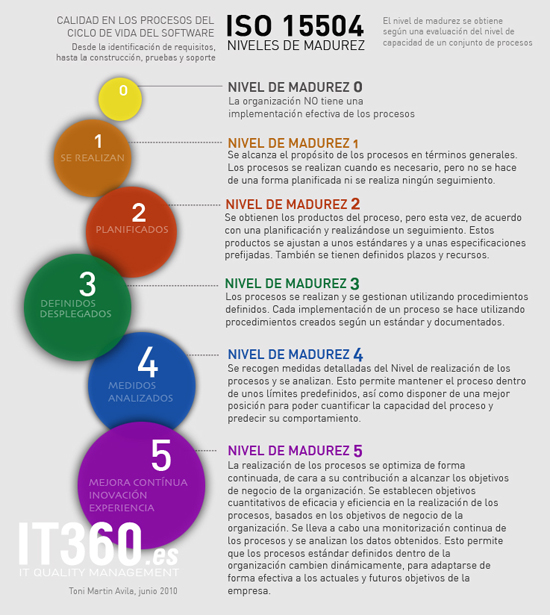 CALIDAD EN LOS PROCESOS DEL
CICLO DE VIDA DEL SOFTWARE
Desde la identificación de requisitos,
hasta la construcción, pruebas y soporte
ISO 15504
NIVELES DE MADUREZ
El nivel de madurez se obtiene
según una evaluación del nivel de
capacidad de un conjunto de procesos
0
NIVEL DE MADUREZ 0
La organización NO tiene una
implementación efectiva de los procesos
1
SE REALIZAN
NIVEL DE MADUREZ 1
Se alcanza el propósito de los procesos en términos generales.
Los procesos se realizan cuando es necesario, pero no se hace
de una forma planificada ni se realiza ningún seguimiento.
2
PLANIFICADOS
NIVEL DE MADUREZ 2
Se obtienen los productos del proceso, pero esta vez, de acuerdo
con una planificación y realizándose un seguimiento. Estos
productos se ajustan a unos estándares y a unas especificaciones
prefijadas. También se tienen definidos plazos y recursos.
3
DEFINIDOS
DESPLEGADOS
NIVEL DE MADUREZ 3
Los procesos se realizan y se gestionan utilizando procedimientos
definidos. Cada implementación de un proceso se hace utilizando
procedimientos creados según un estándar y documentados.
4
MEDIDOS
ANALIZADOS
NIVEL DE MADUREZ 4
Se recogen medidas detalladas del Nivel de realización de los
procesos y se analizan. Esto permite mantener el proceso dentro
de unos límites predefinidos, así como disponer de una mejor
posición para poder cuantificar la capacidad del proceso y
predecir su comportamiento.
5
MEJORA CONTÍNUA
INOVACIÓN
EXPERIENCIA
NIVEL DE MADUREZ 5
La realización de los procesos se optimiza de forma
continuada, de cara a su contribución a alcanzar los objetivos
de negocio de la organización. Se establecen objetivos
cuantitativos de eficacia y eficiencia en la realización de los
procesos, basados en los objetivos de negocio de la
organización. Se lleva a cabo una monitorización continua de
los procesos y se analizan los datos obtenidos. Esto permite
que los procesos estándar definidos dentro de la
organización cambien dinámicamente, para adaptarse de
forma efectiva a los actuales y futuros objetivos de la
empresa.
IT360.es
IT QUALITY MANAGEMENT
Toni Martin Avila, junio 2010